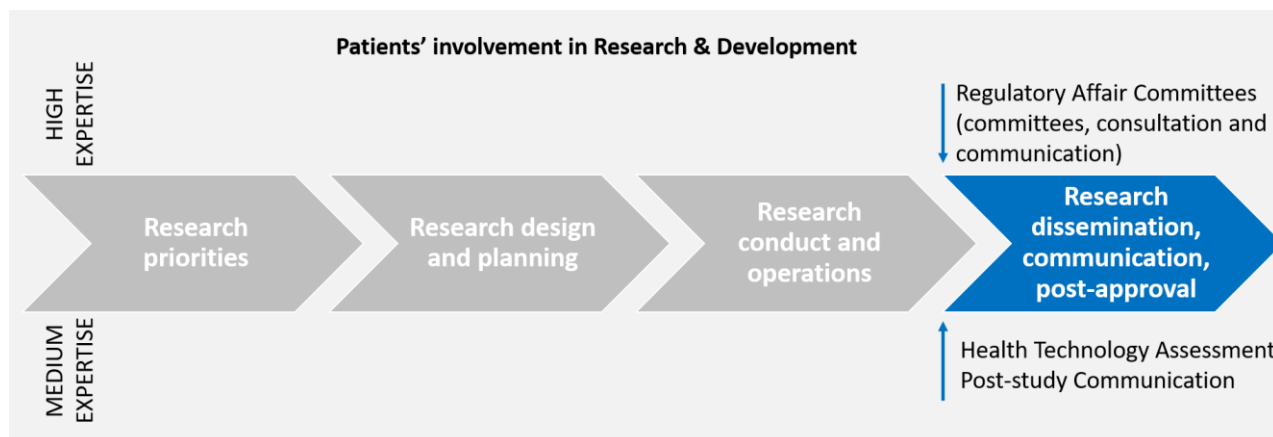 Patients’ involvement in Research & Development
HIGH
EXPERTISE
Regulatory Affair Committees
(committees, consultation and
communication)
Research
priorities
Research design
and planning
Research
conduct and
operations
Research
dissemination,
communication,
post-approval
MEDIUM
EXPERTISE
Health Technology Assessment
Post-study Communication